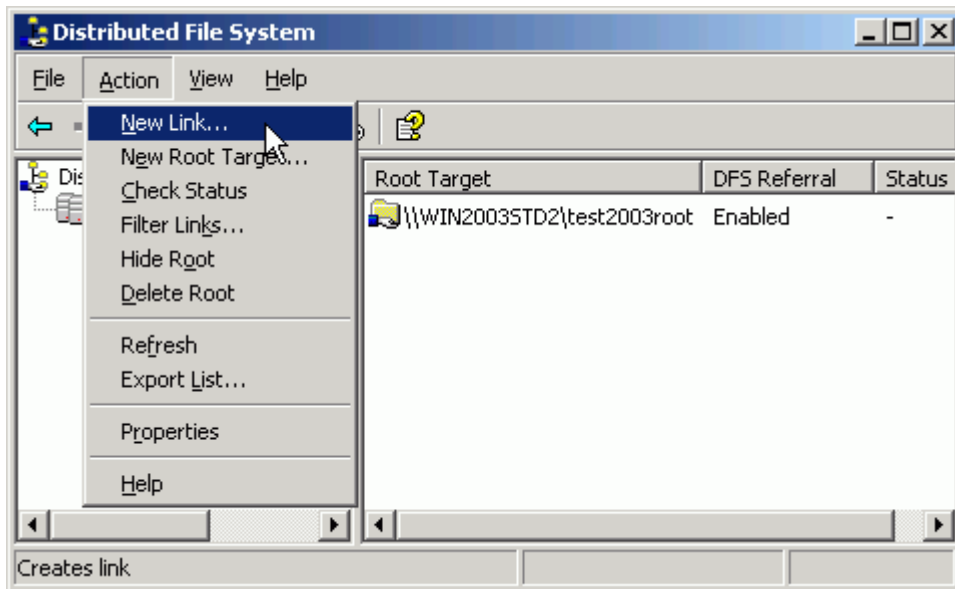 Distributed File System
File Action View Help
New Link...
New Root Target...
Check Status
Filter Links...
Hide Root
Delete Root
Refresh
Export List...
Properties
Help
Root Target DFS Referral Status
\\WIN2003STD2\test2003root Enabled -
Creates link